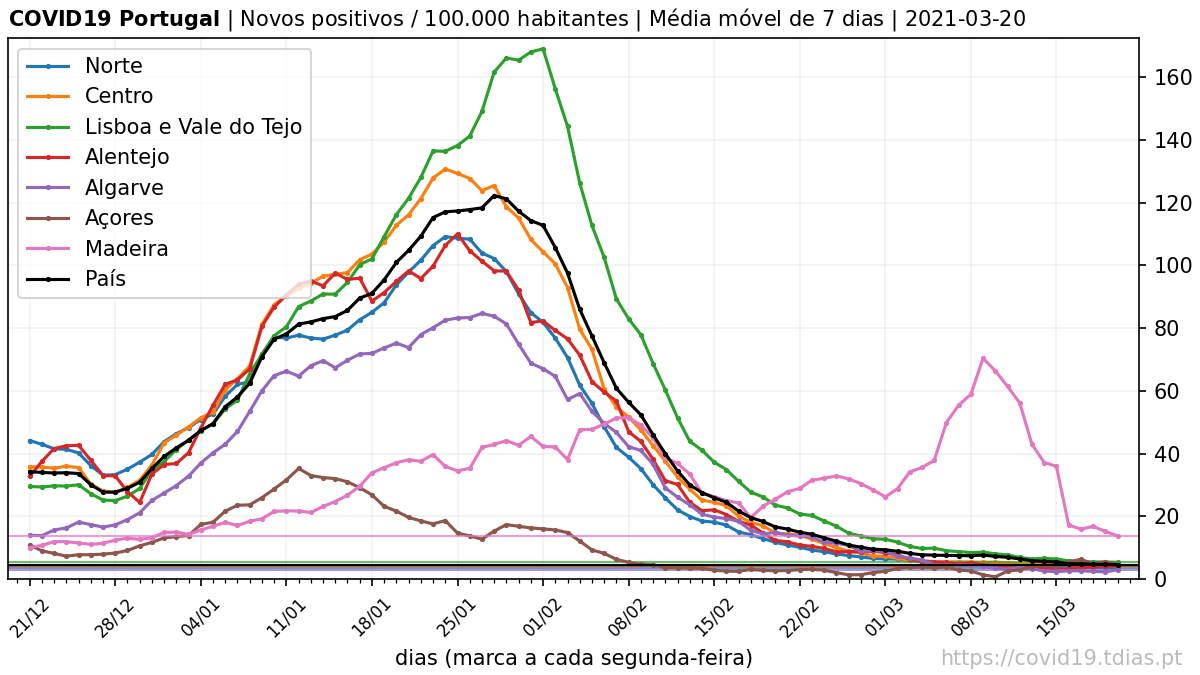 COVID19 Portugal | Novos positivos / 100.000 habitantes | Média móvel de 7 dias | 2021-03-20
Norte
Centro
Lisboa e Vale do Tejo
Alentejo
Algarve
Açores
Madeira
País
160
140
120
100
80
60
40
20
0
21/12
28/12
04/01
11/01
18/01
25/01
01/02
08/02
15/02
22/02
01/03
08/03
15/03
dias (marca a cada segunda-feira)
https://covid19.tdias.pt